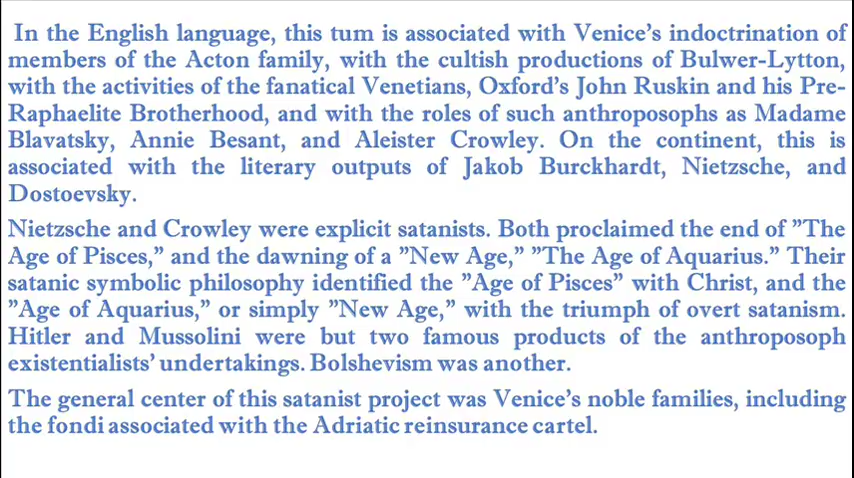 In the English language, this tum is associated with Venice's indoctrination of
members of the Acton family, with the cultish productions of Bulwer-Lytton,
with the activities of the fanatical Venetians, Oxford's John Ruskin and his Pre-
Raphaelite Brotherhood, and with the roles of such anthroposophs as Madame
Blavatsky, Annie Besant, and Aleister Crowley. On the continent, this is
associated with the literary outputs of Jakob Burckhardt, Nietzsche, and
Dostoevsky.
Nietzsche and Crowley were explicit satanists. Both proclaimed the end of ”The
Age of Pisces,” and the dawning of a ”New Age,” ”The Age of Aquarius.” Their
satanic symbolic philosophy identified the ”Age of Pisces” with Christ, and the
”Age of Aquarius,” or simply ”New Age,” with the triumph of overt satanism.
Hitler and Mussolini were but two famous products of the anthroposoph
existentialists' undertakings. Bolshevism was another.
The general center of this satanist project was Venice's noble families, including
the fondi associated with the Adriatic reinsurance cartel.